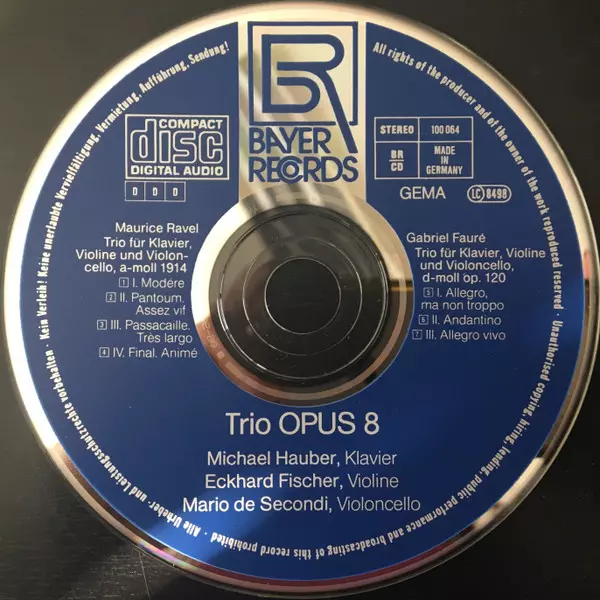 BAYER
RECORDS
COMPACT
disc
DIGITAL AUDIO
D D D
STEREO
100 064
BR
CD
MADE IN
GERMANY
GEMA
LC 8498
Maurice Ravel
Trio für Klavier,
Violine und Violon-
cello, a-moll 1914
1 I. Modéré
2 II. Pantoum.
Assez vif
3 III. Passacaille.
Très largo
4 IV. Final. Animé
Gabriel Fauré
Trio für Klavier, Violine
und Violoncello,
d-moll op. 120
5 I. Allegro,
ma non troppo
6 II. Andantino
7 III. Allegro vivo
Trio OPUS 8
Michael Hauber, Klavier
Eckhard Fischer, Violine
Mario de Secondi, Violoncello
All rights of the producer and of the owner of the work reproduced reserved · Unauthorised copying, hiring, lending, public performance and broadcasting of this record prohibited ·
Alle Urheber- und Leistungsschutzrechte vorbehalten · Kein Verleih! Keine unerlaubte Vervielfältigung, Vermietung, Aufführung, Sendung!